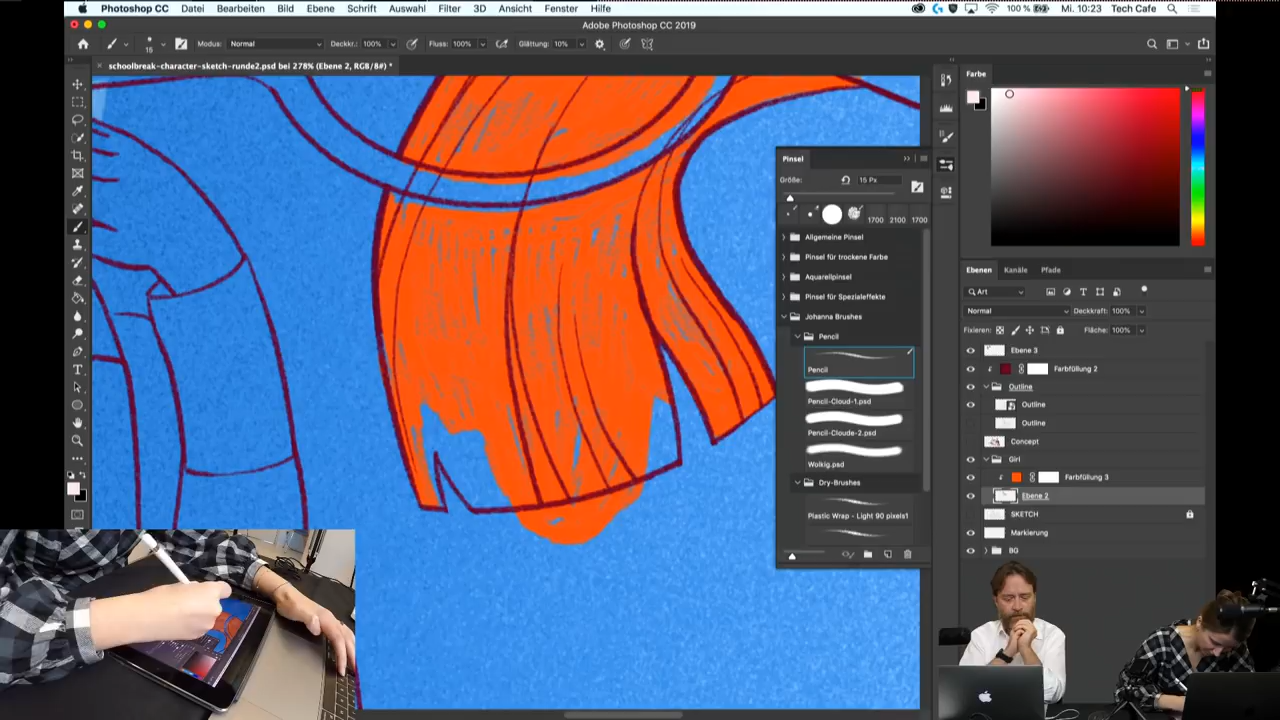 Photoshop CC Datei Bearbeiten Bild Ebene Schrift Auswahl Filter 3D Ansicht Fenster Hilfe 100 % Mi. 10:23 Tech Cafe
Adobe Photoshop CC 2019
15 Modus: Normal Deckkr.: 100% Fluss: 100% Glättung: 10%
schoolbreak-character-sketch-runde2.psd bei 278% (Ebene 2, RGB/8#) *
Farbe
Pinsel
Größe: 15 Px
1700 2100 1700
Allgemeine Pinsel
Pinsel für trockene Farbe
Aquarellpinsel
Pinsel für Spezialeffekte
Johanna Brushes
Pencil
Pencil
Pencil-Cloud-1.psd
Pencil-Cloude-2.psd
Wolkig.psd
Dry-Brushes
Plastic Wrap - Light 90 pixels1
Ebenen Kanäle Pfade
Art
Normal Deckkraft: 100%
Fixieren: Fläche: 100%
Ebene 3
Farbfüllung 2
Outline
Outline
Outline
Concept
Girl
Farbfüllung 3
Ebene 2
SKETCH
Markierung
BG